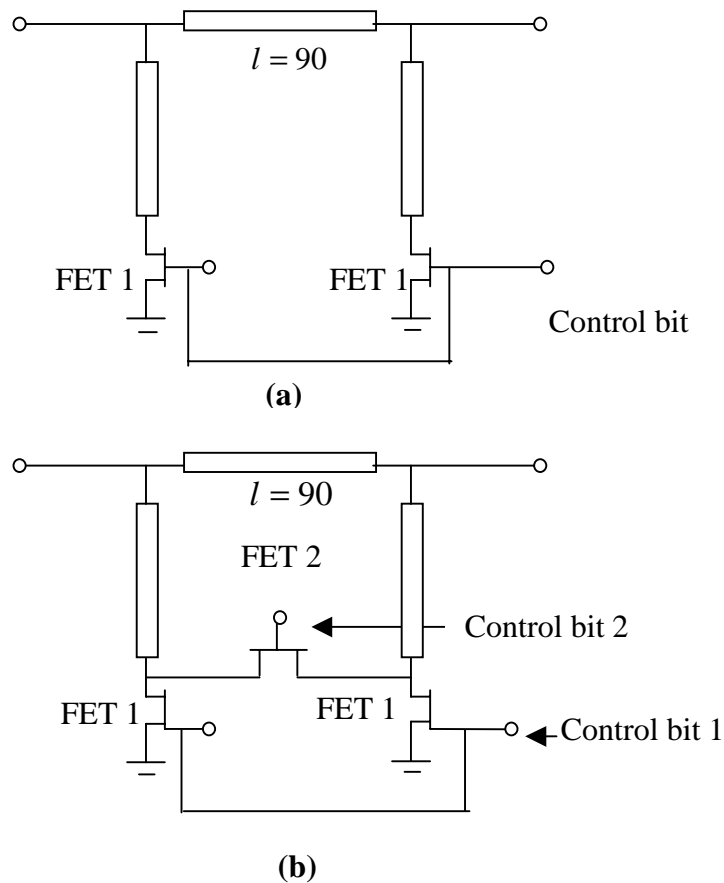 l = 90
FET 1
FET 1
Control bit
(a)
l = 90
FET 2
Control bit 2
FET 1
FET 1
Control bit 1
(b)